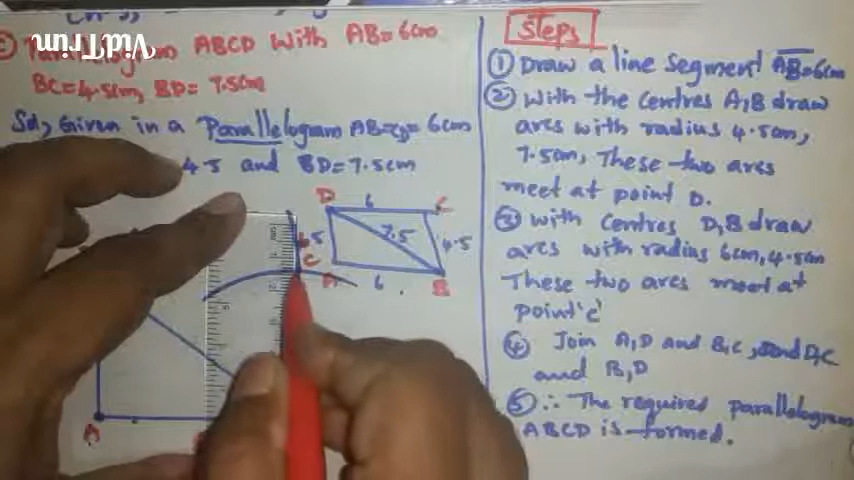 VidTrim
Parallelogram ABCD with AB=6cm
BC=4.5cm, BD=7.5cm
Sol, Given in a Parallelogram AB=CD=6cm
4.5 and BD=7.5cm
D 6 C
5 7.5 4.5
C A 6 B
A
Steps
① Draw a line segment AB=6cm
② With the Centres A,B draw
arcs with radius 4.5cm,
7.5cm, These two arcs
meet at point D.
③ With Centres D,B draw
arcs with radius 6cm, 4.5cm
These two arcs meet at
point 'c'
④ Join A,D and B,C, and D,C
and B,D
⑤ ∴ The required parallelogram
ABCD is formed.